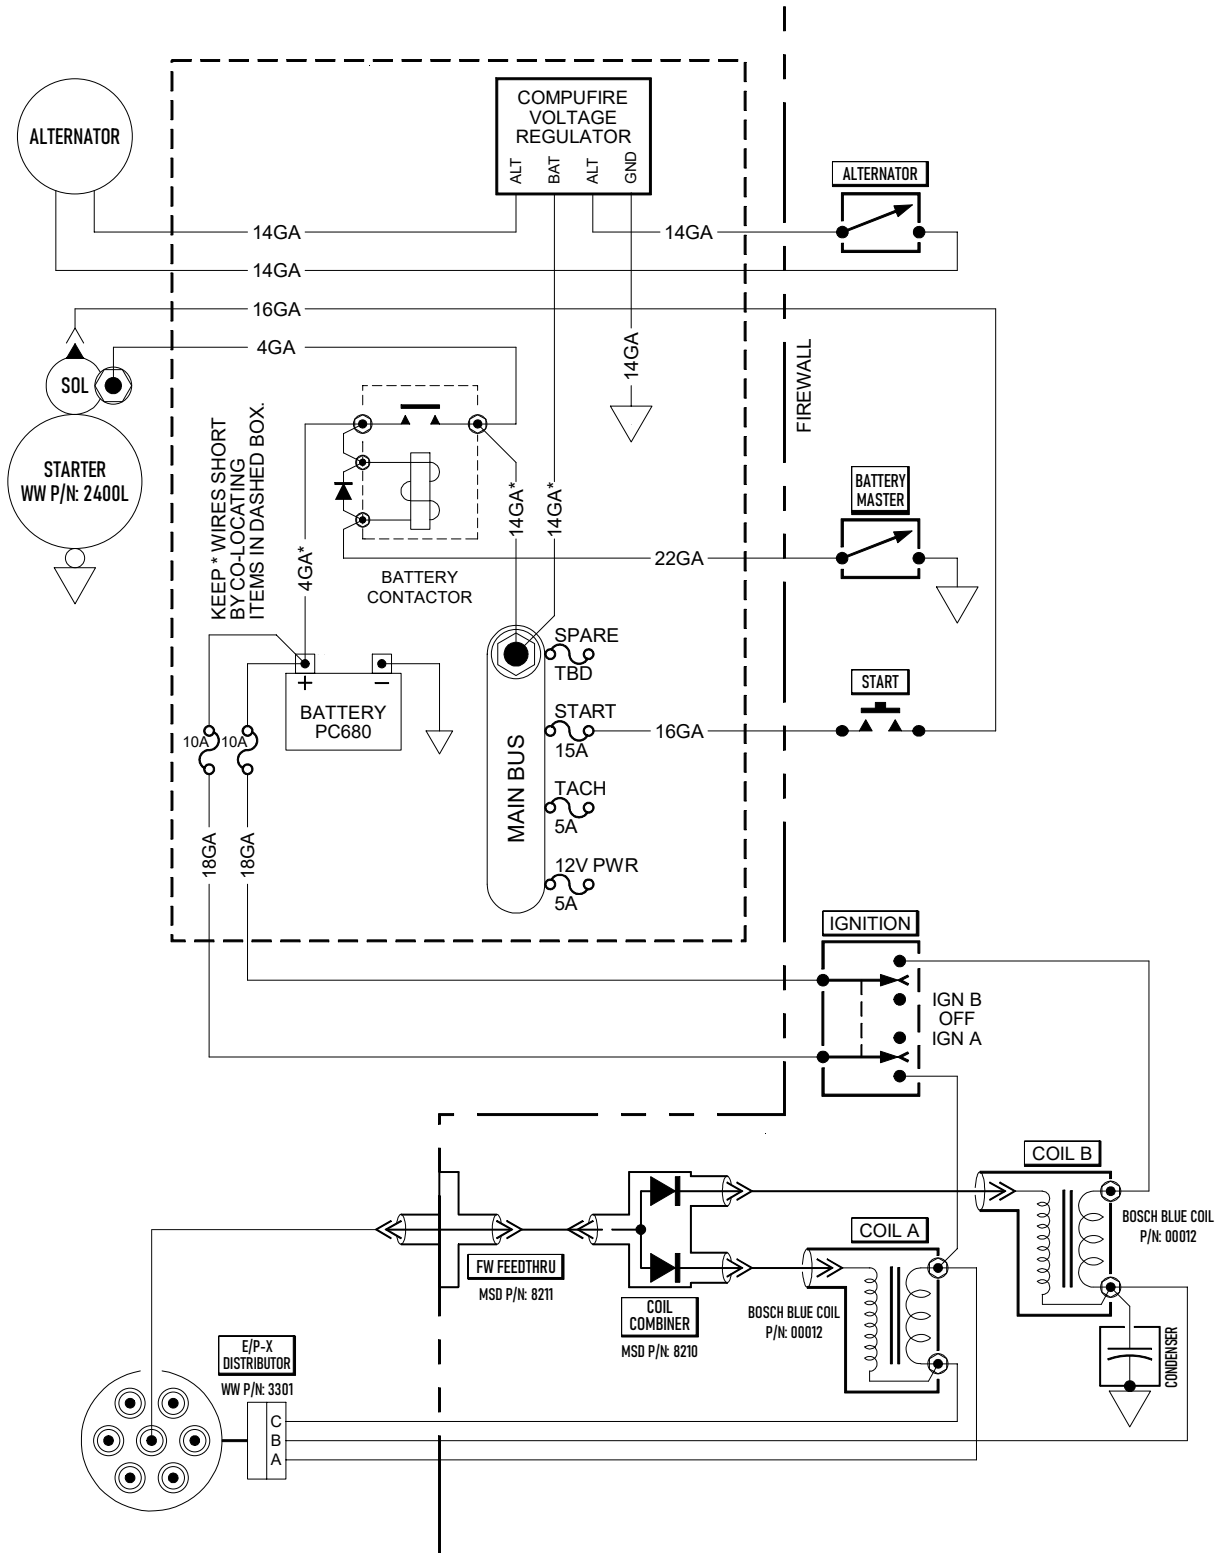 COMPUFIRE
VOLTAGE
REGULATOR
ALT
BAT
ALT
GND
ALTERNATOR
ALTERNATOR
14GA
14GA
14GA
16GA
4GA
14GA
FIREWALL
SOL
STARTER
WW P/N: 2400L
KEEP* WIRES SHORT
BY CO-LOCATING
ITEMS IN DASHED BOX.
4GA*
14GA*
14GA*
BATTERY
MASTER
22GA
BATTERY
CONTACTOR
SPARE
TBD
START
15A
TACH
5A
12V PWR
5A
MAIN BUS
16GA
START
+
–
BATTERY
PC680
10A
10A
18GA
18GA
IGNITION
IGN B
OFF
IGN A
COIL B
BOSCH BLUE COIL
P/N: 00012
COIL A
BOSCH BLUE COIL
P/N: 00012
FW FEEDTHRU
MSD P/N: 8211
COIL
COMBINER
MSD P/N: 8210
CONDENSER
E/P-X
DISTRIBUTOR
WW P/N: 3301
C
B
A